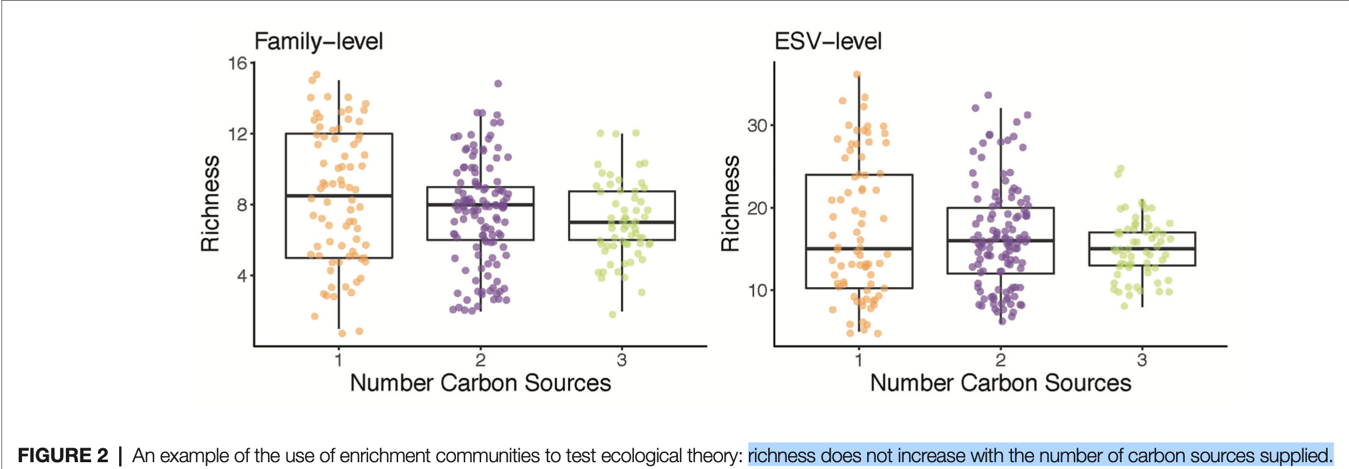 Family–level
ESV–level
16
12
8
4
Richness
1 2 3
Number Carbon Sources
30
20
10
Richness
1 2 3
Number Carbon Sources
FIGURE 2 | An example of the use of enrichment communities to test ecological theory: richness does not increase with the number of carbon sources supplied.